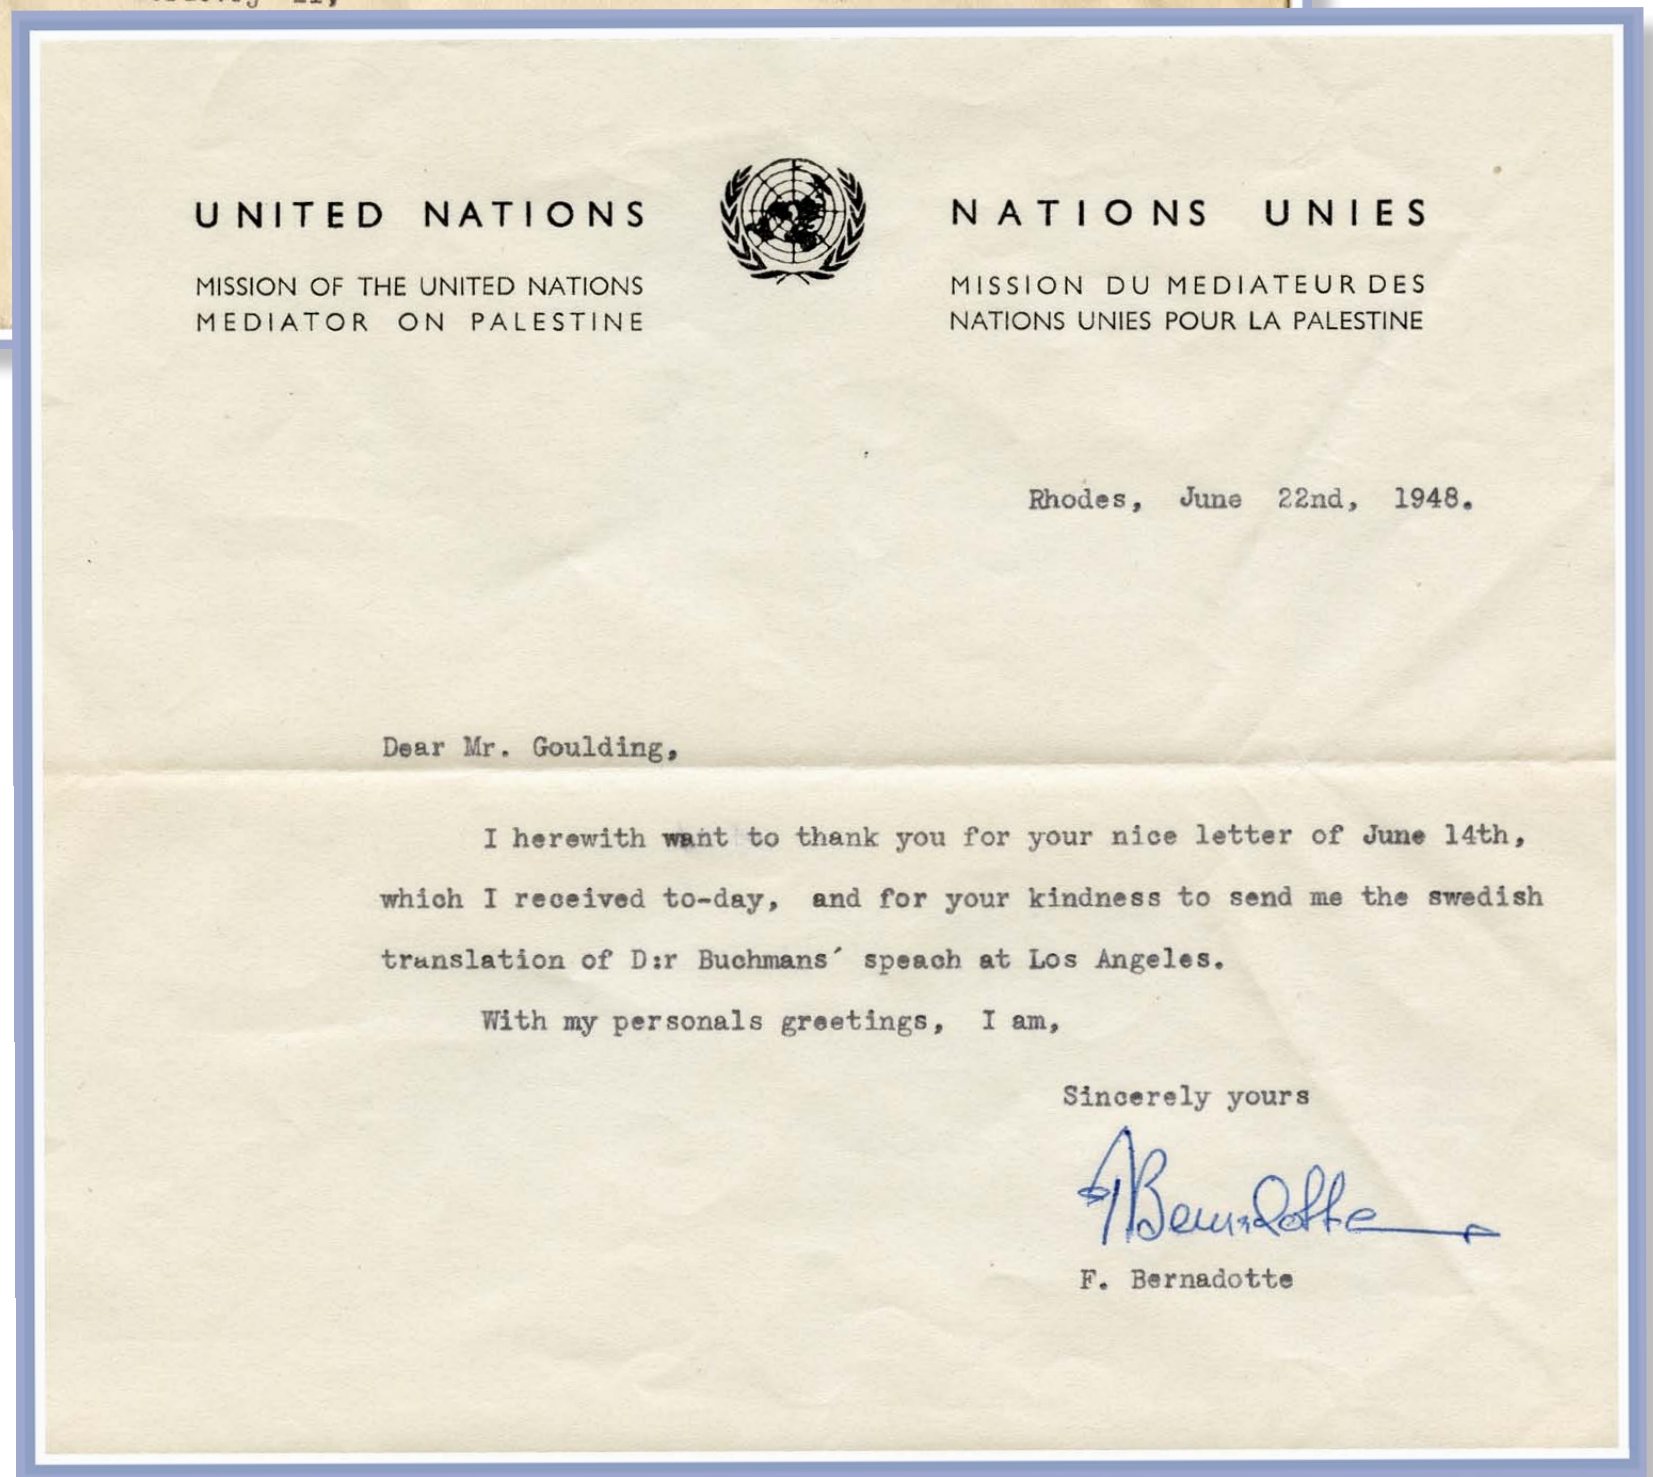 UNITED NATIONS
NATIONS UNIES
MISSION OF THE UNITED NATIONS
MEDIATOR ON PALESTINE
MISSION DU MEDIATEUR DES
NATIONS UNIES POUR LA PALESTINE
Rhodes, June 22nd, 1948.
Dear Mr. Goulding,
I herewith want to thank you for your nice letter of June 14th,
which I received to-day, and for your kindness to send me the swedish
translation of D:r Buchmans´ speach at Los Angeles.
With my personals greetings, I am,
Sincerely yours
FBernadotte
F. Bernadotte